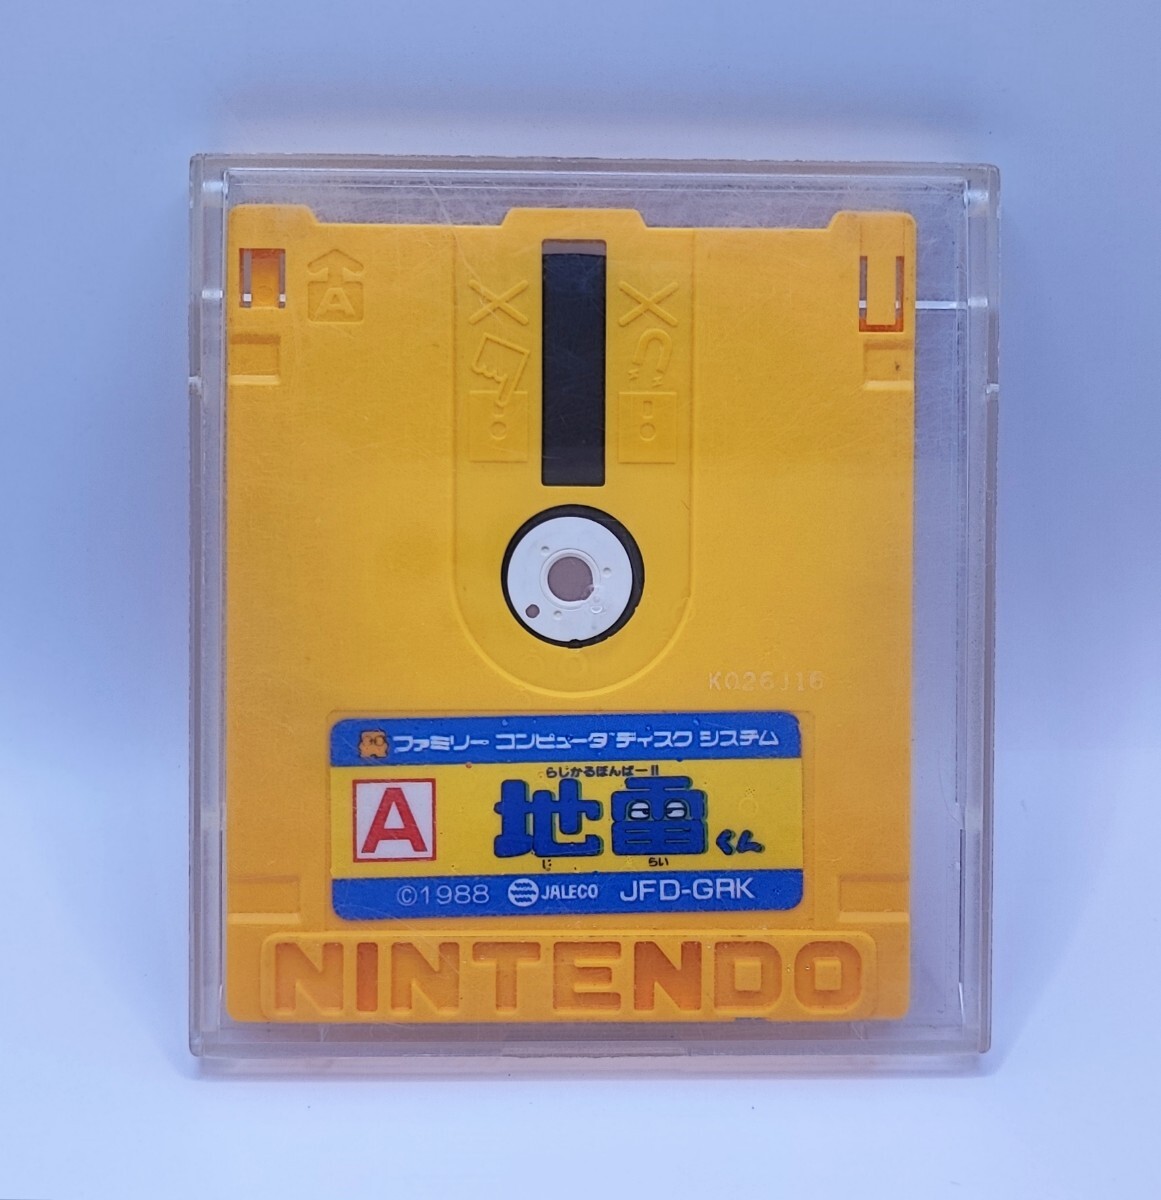 A
K026J16
ファミリー コンピュータ ディスク システム
A
らじかるぼんばー!!
地雷くん
じ らい
©1988 JALECO JFD-GRK
NINTENDO